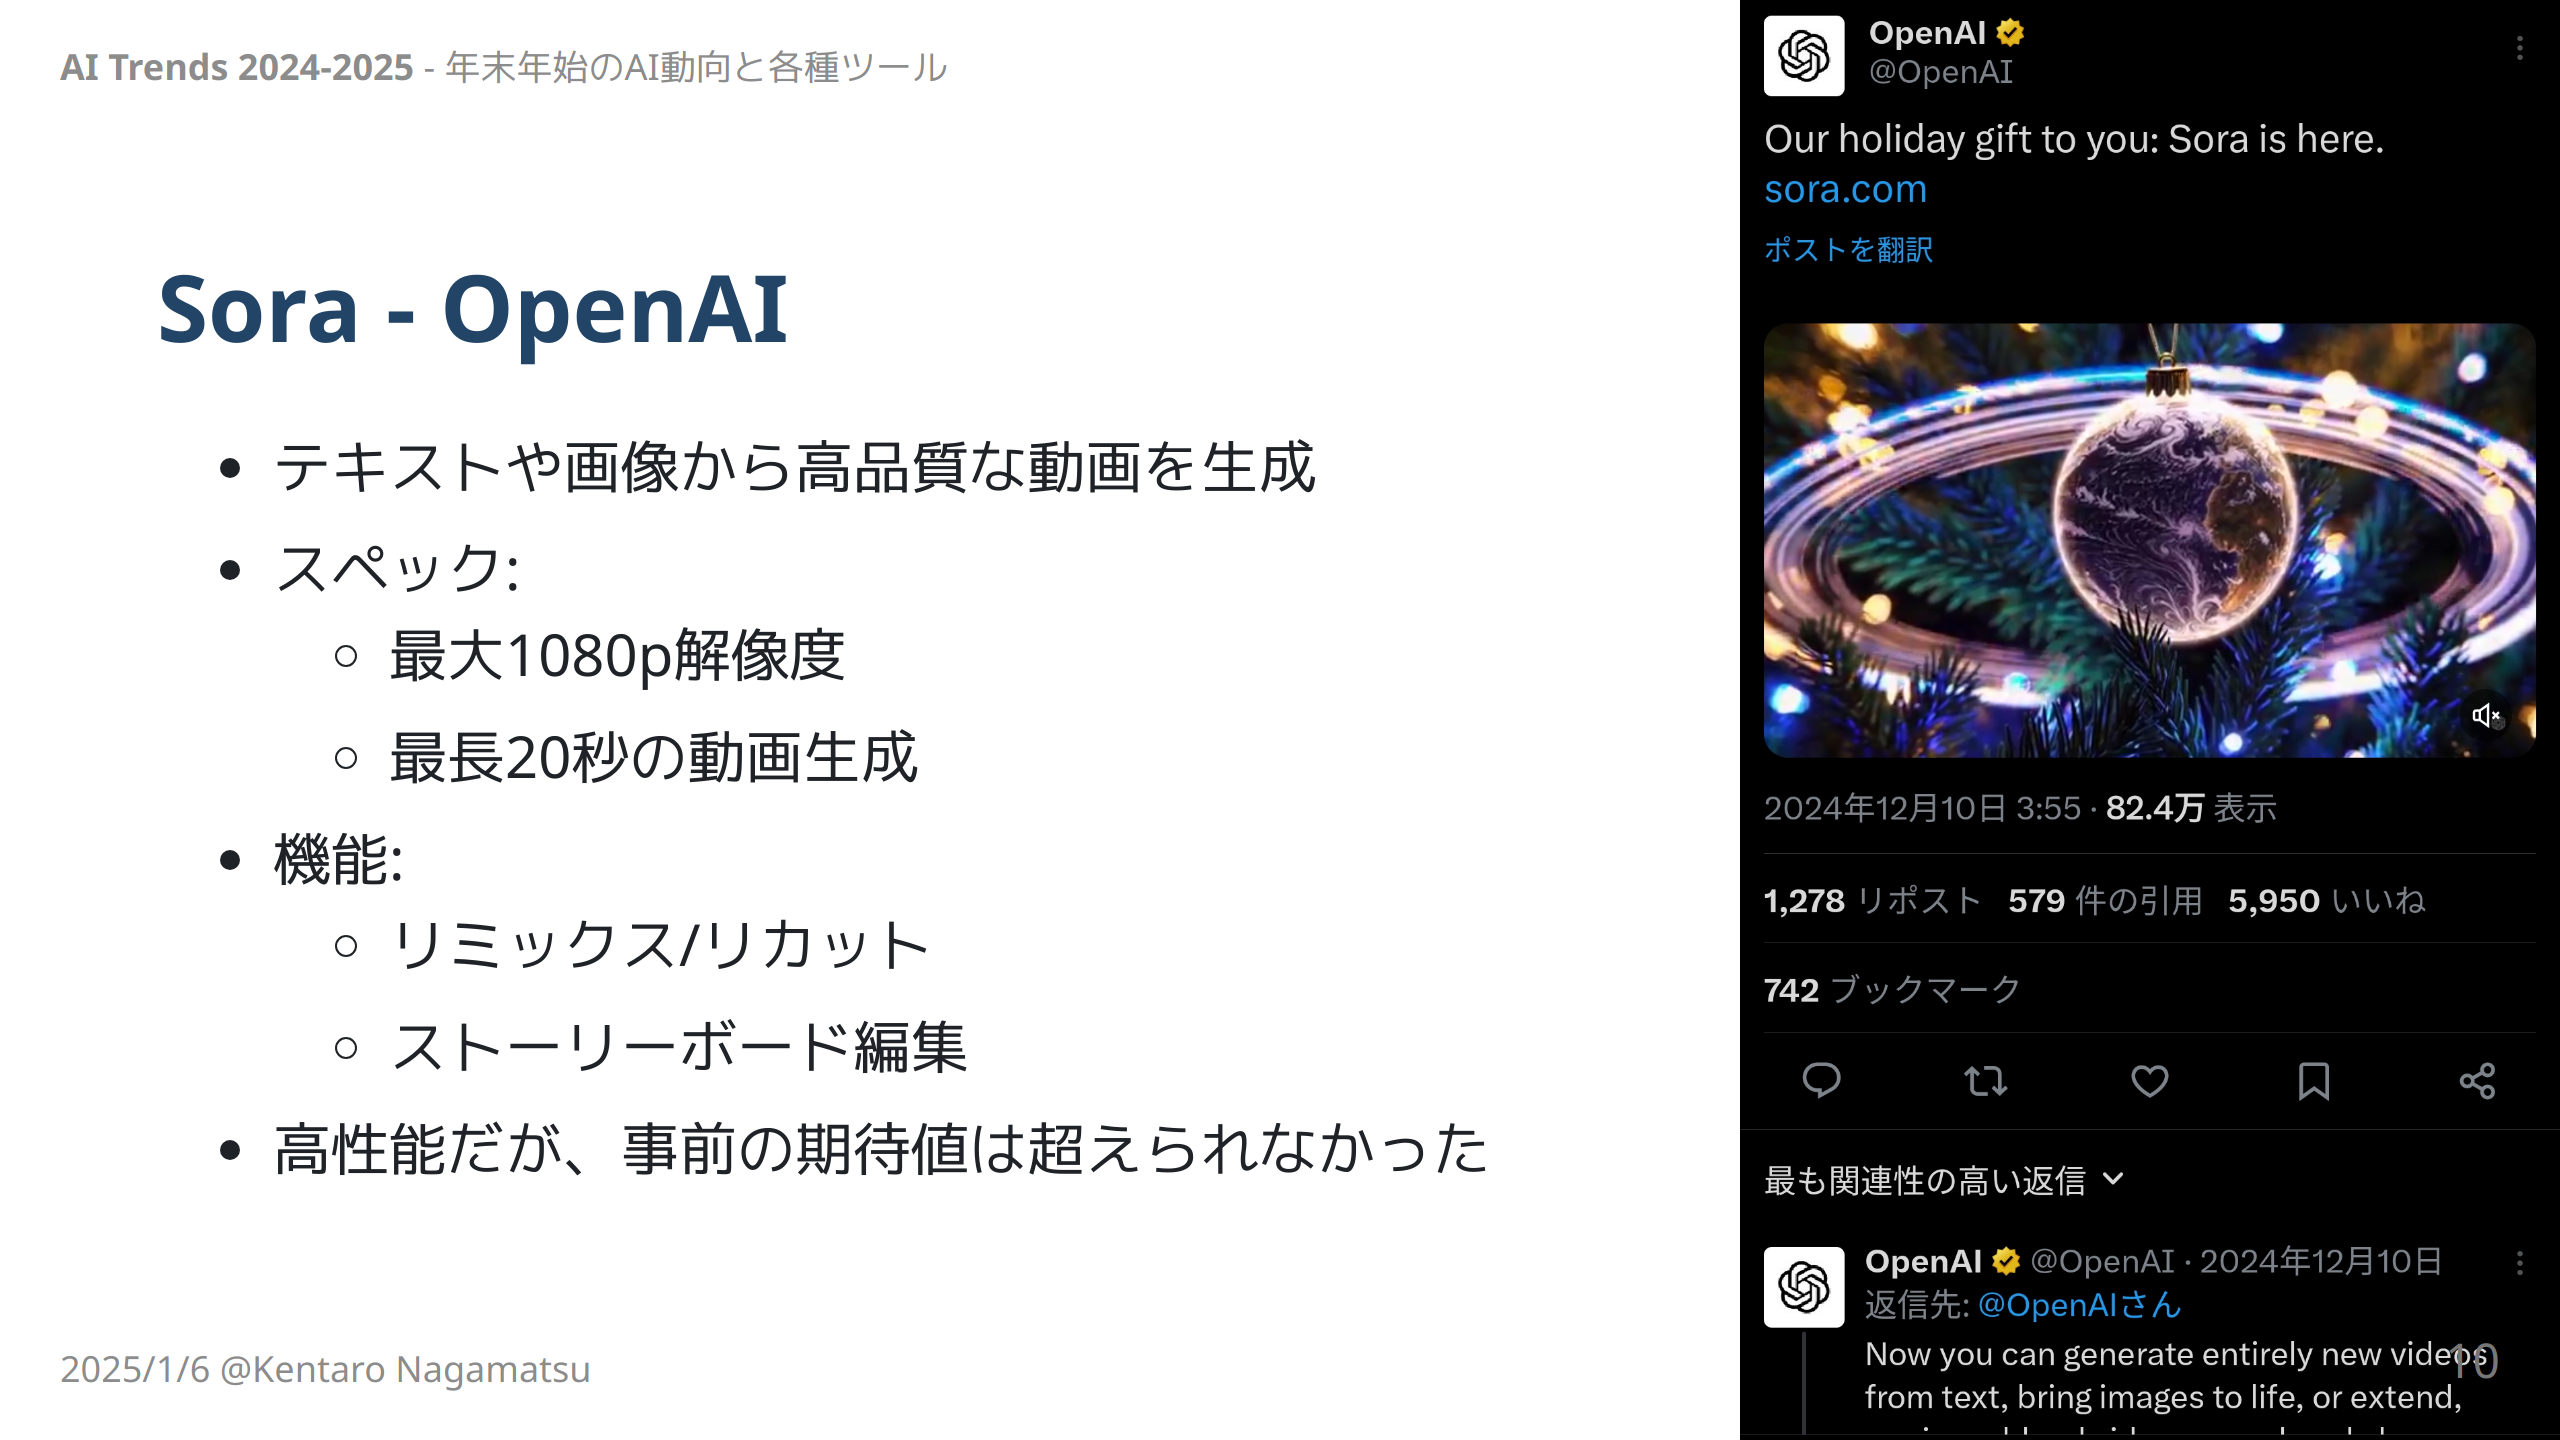 AI Trends 2024-2025 - 年末年始のAI動向と各種ツール
Sora - OpenAI
テキストや画像から高品質な動画を生成
スペック:
最大1080p解像度
最長20秒の動画生成
機能:
リミックス/リカット
ストーリーボード編集
高性能だが、事前の期待値は超えられなかった
2025/1/6 @Kentaro Nagamatsu
OpenAI
@OpenAI
Our holiday gift to you: Sora is here.
sora.com
ポストを翻訳
2024年12月10日 3:55 · 82.4万 表示
1,278 リポスト 579 件の引用 5,950 いいね
742 ブックマーク
最も関連性の高い返信
OpenAI @OpenAI · 2024年12月10日
返信先: @OpenAIさん
Now you can generate entirely new videos
from text, bring images to life, or extend,
10